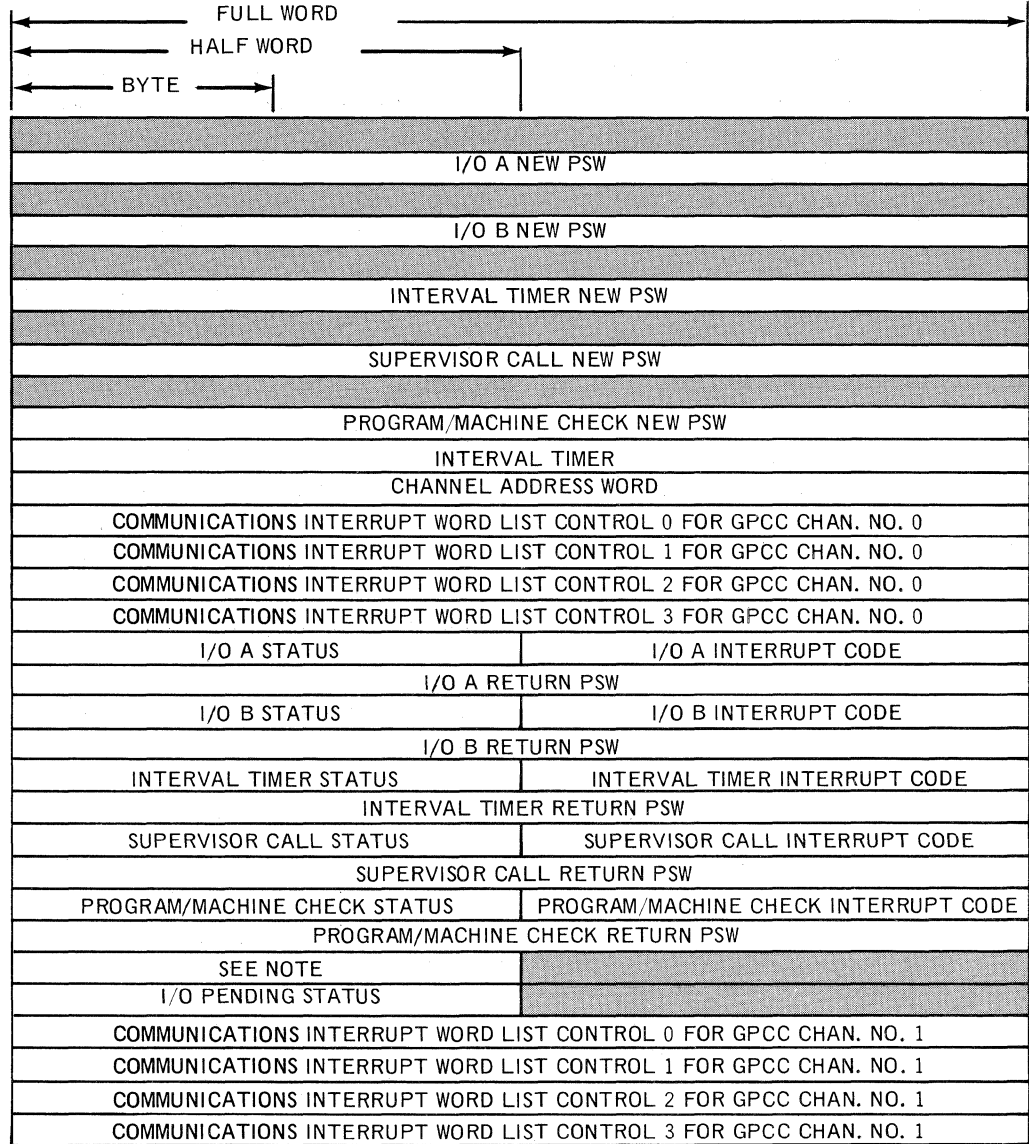 FULL WORD
HALF WORD
BYTE
I/O A NEW PSW
I/O B NEW PSW
INTERVAL TIMER NEW PSW
SUPERVISOR CALL NEW PSW
PROGRAM/MACHINE CHECK NEW PSW
INTERVAL TIMER
CHANNEL ADDRESS WORD
COMMUNICATIONS INTERRUPT WORD LIST CONTROL 0 FOR GPCC CHAN. NO. 0
COMMUNICATIONS INTERRUPT WORD LIST CONTROL 1 FOR GPCC CHAN. NO. 0
COMMUNICATIONS INTERRUPT WORD LIST CONTROL 2 FOR GPCC CHAN. NO. 0
COMMUNICATIONS INTERRUPT WORD LIST CONTROL 3 FOR GPCC CHAN. NO. 0
I/O A STATUS I/O A INTERRUPT CODE
I/O A RETURN PSW
I/O B STATUS I/O B INTERRUPT CODE
I/O B RETURN PSW
INTERVAL TIMER STATUS INTERVAL TIMER INTERRUPT CODE
INTERVAL TIMER RETURN PSW
SUPERVISOR CALL STATUS SUPERVISOR CALL INTERRUPT CODE
SUPERVISOR CALL RETURN PSW
PROGRAM/MACHINE CHECK STATUS PROGRAM/MACHINE CHECK INTERRUPT CODE
PROGRAM/MACHINE CHECK RETURN PSW
SEE NOTE
I/O PENDING STATUS
COMMUNICATIONS INTERRUPT WORD LIST CONTROL 0 FOR GPCC CHAN. NO. 1
COMMUNICATIONS INTERRUPT WORD LIST CONTROL 1 FOR GPCC CHAN. NO. 1
COMMUNICATIONS INTERRUPT WORD LIST CONTROL 2 FOR GPCC CHAN. NO. 1
COMMUNICATIONS INTERRUPT WORD LIST CONTROL 3 FOR GPCC CHAN. NO. 1